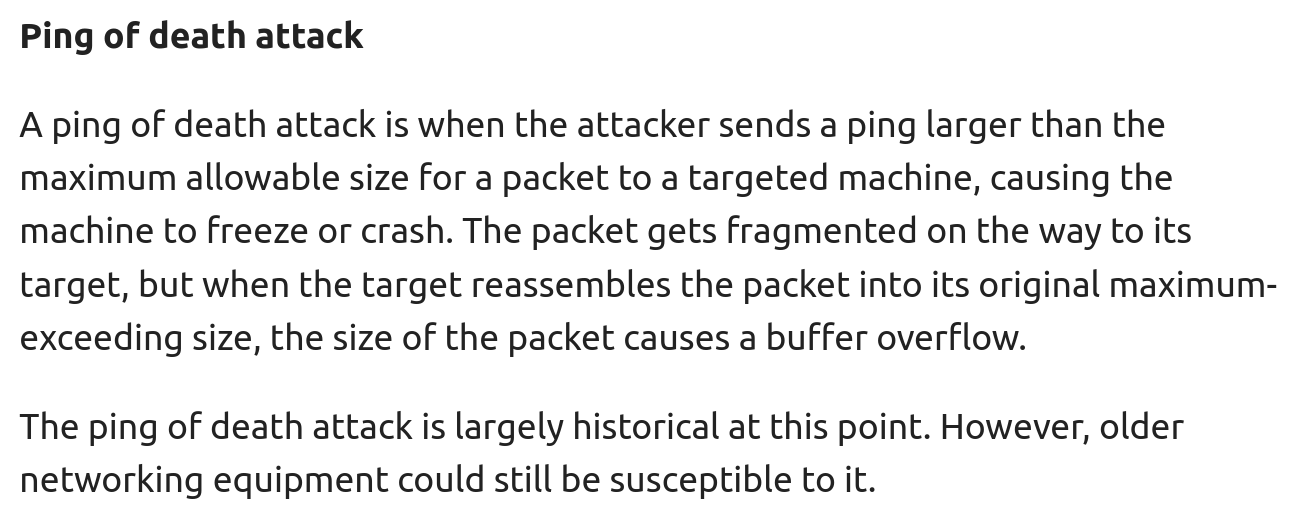 Ping of death attack
A ping of death attack is when the attacker sends a ping larger than the
maximum allowable size for a packet to a targeted machine, causing the
machine to freeze or crash. The packet gets fragmented on the way to its
target, but when the target reassembles the packet into its original maximum-
exceeding size, the size of the packet causes a buffer overflow.
The ping of death attack is largely historical at this point. However, older
networking equipment could still be susceptible to it.